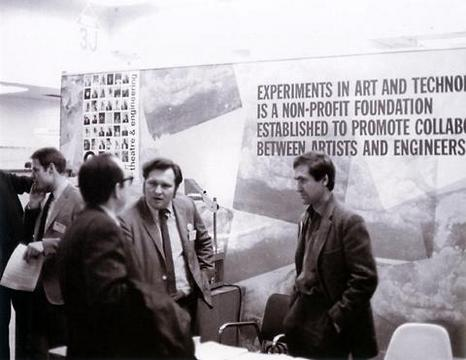 3J
theatre & engineering
EXPERIMENTS IN ART AND TECHNO
IS A NON-PROFIT FOUNDATION
ESTABLISHED TO PROMOTE COLLABO
BETWEEN ARTISTS AND ENGINEERS